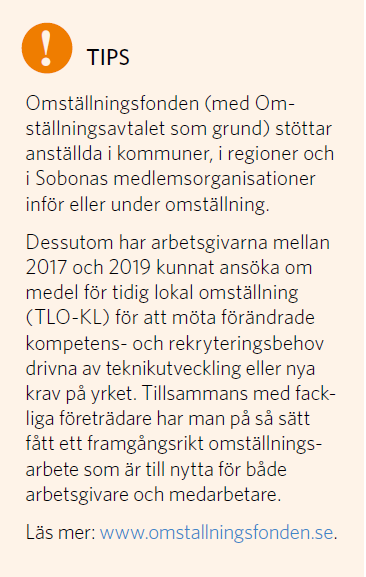 !
TIPS
Omställningsfonden (med Om-
ställningsavtalet som grund) stöttar
anställda i kommuner, i regioner och
i Sobonas medlemsorganisationer
inför eller under omställning.
Dessutom har arbetsgivarna mellan
2017 och 2019 kunnat ansöka om
medel för tidig lokal omställning
(TLO-KL) för att möta förändrade
kompetens- och rekryteringsbehov
drivna av teknikutveckling eller nya
krav på yrket. Tillsammans med fack-
liga företrädare har man på så sätt
fått ett framgångsrikt omställnings-
arbete som är till nytta för både
arbetsgivare och medarbetare.
Läs mer: www.omstallningsfonden.se.